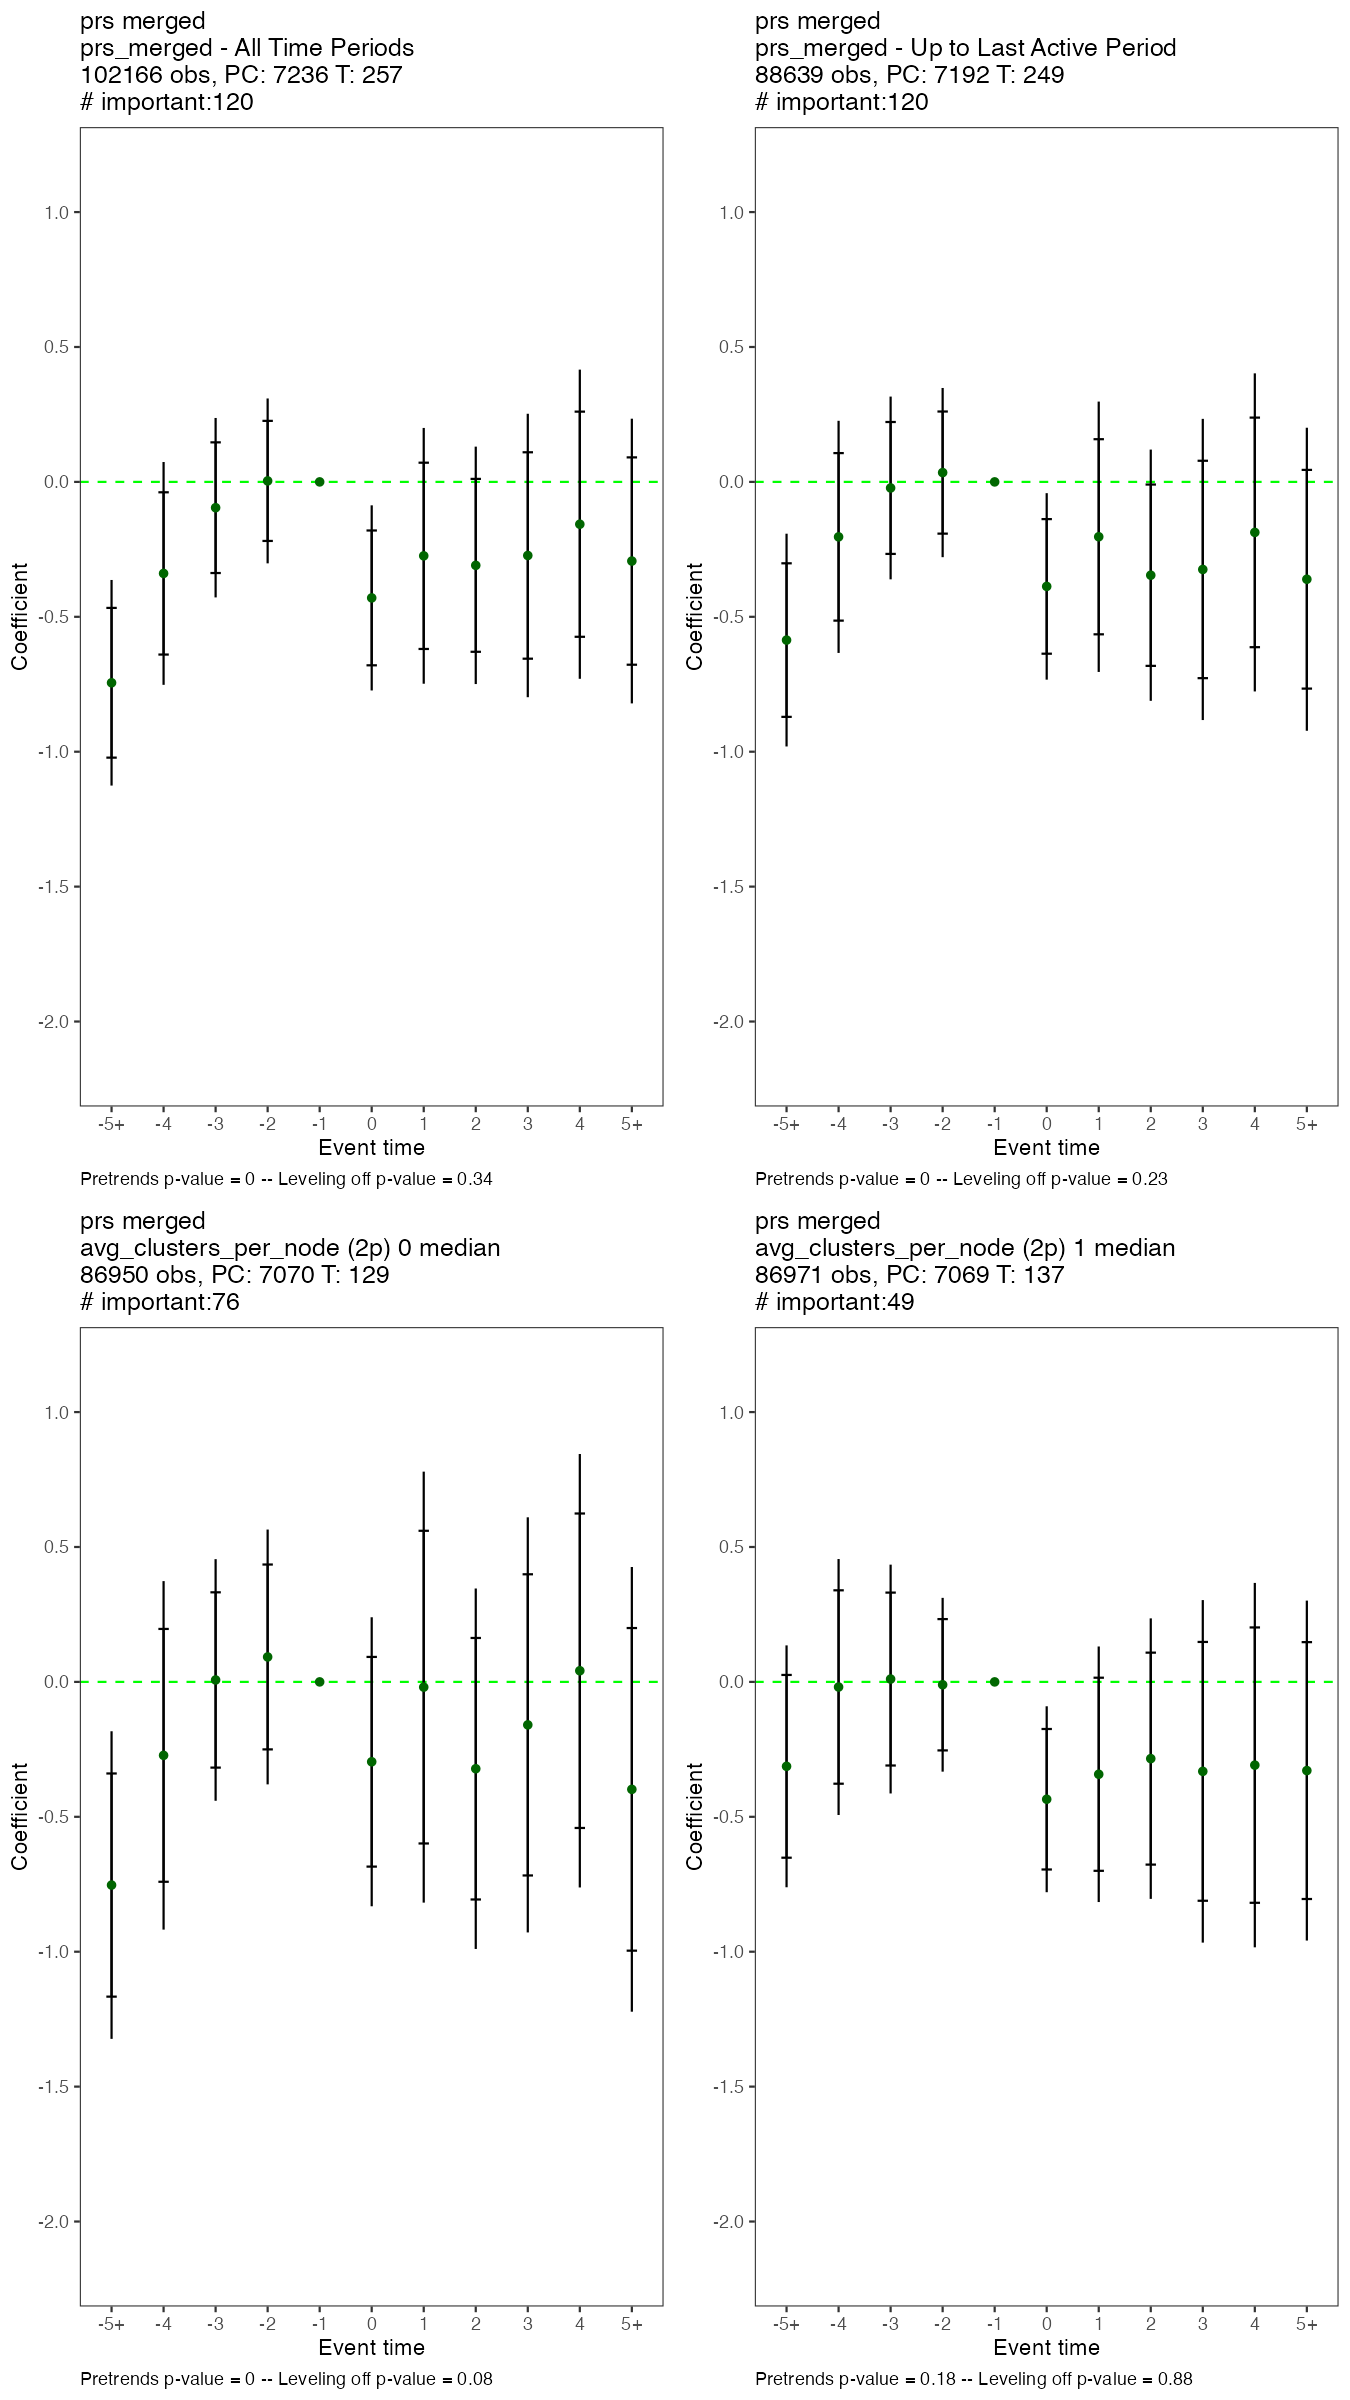 prs merged
prs_merged - All Time Periods
102166 obs, PC: 7236 T: 257
# important:120
1.0
0.5
0.0
-0.5
-1.0
-1.5
-2.0
Coefficient
-5+ -4 -3 -2 -1 0 1 2 3 4 5+
Event time
Pretrends p-value = 0 -- Leveling off p-value = 0.34
prs merged
prs_merged - Up to Last Active Period
88639 obs, PC: 7192 T: 249
# important:120
1.0
0.5
0.0
-0.5
-1.0
-1.5
-2.0
Coefficient
-5+ -4 -3 -2 -1 0 1 2 3 4 5+
Event time
Pretrends p-value = 0 -- Leveling off p-value = 0.23
prs merged
avg_clusters_per_node (2p) 0 median
86950 obs, PC: 7070 T: 129
# important:76
1.0
0.5
0.0
-0.5
-1.0
-1.5
-2.0
Coefficient
-5+ -4 -3 -2 -1 0 1 2 3 4 5+
Event time
Pretrends p-value = 0 -- Leveling off p-value = 0.08
prs merged
avg_clusters_per_node (2p) 1 median
86971 obs, PC: 7069 T: 137
# important:49
1.0
0.5
0.0
-0.5
-1.0
-1.5
-2.0
Coefficient
-5+ -4 -3 -2 -1 0 1 2 3 4 5+
Event time
Pretrends p-value = 0.18 -- Leveling off p-value = 0.88